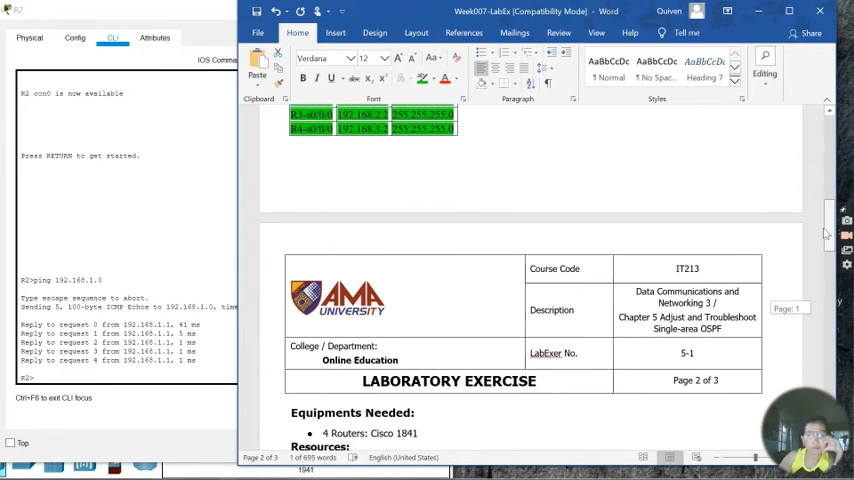 R2
Physical
Config
CLI
Attributes
IOS Comma
R2 con0 is now available
Press RETURN to get started.
R2>ping 192.168.1.0
Type escape sequence to abort.
Sending 5, 100-byte ICMP Echos to 192.168.1.0, time
Reply to request 0 from 192.168.1.1, 41 ms
Reply to request 1 from 192.168.1.1, 5 ms
Reply to request 2 from 192.168.1.1, 1 ms
Reply to request 3 from 192.168.1.1, 1 ms
Reply to request 4 from 192.168.1.1, 1 ms
R2>
Ctrl+F6 to exit CLI focus
Top
1941
Week007-LabEx [Compatibility Mode] - Word
Quiven
File Home Insert Design Layout References Mailings Review View Help Tell me Share
Verdana 12 Aa
Paste
AaBbCcDc AaBbCcDc AaBbCcDc
¶ Normal ¶ No Spac... Heading 7
Editing
Clipboard Font Paragraph Styles
R3-s0/0/0 192.168.2.2 255.255.255.0
R4-s0/0/0 192.168.3.2 255.255.255.0
AMA
UNIVERSITY
Course Code
IT213
Description
Data Communications and
Networking 3 /
Chapter 5 Adjust and Troubleshoot
Single-area OSPF
College / Department:
Online Education
LabExer No.
5-1
LABORATORY EXERCISE
Page 2 of 3
Page: 1
Equipments Needed:
• 4 Routers: Cisco 1841
Resources:
Page 2 of 3 1 of 695 words English (United States)